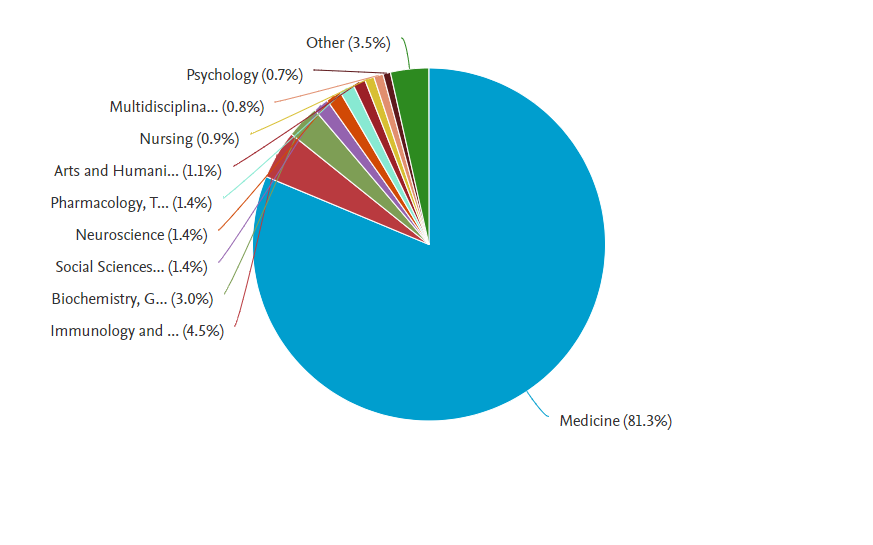 Other (3.5%)
Psychology (0.7%)
Multidisciplina... (0.8%)
Nursing (0.9%)
Arts and Humani... (1.1%)
Pharmacology, T... (1.4%)
Neuroscience (1.4%)
Social Sciences... (1.4%)
Biochemistry, G... (3.0%)
Immunology and ... (4.5%)
Medicine (81.3%)